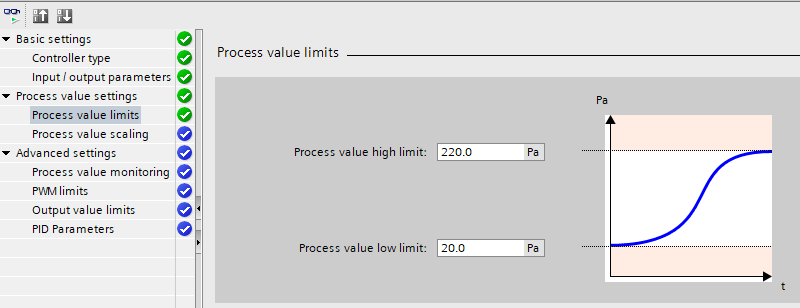 Basic settings
Controller type
Input / output parameters
Process value settings
Process value limits
Process value scaling
Advanced settings
Process value monitoring
PWM limits
Output value limits
PID Parameters
Process value limits
Process value high limit: 220.0 Pa
Process value low limit: 20.0 Pa
Pa
t